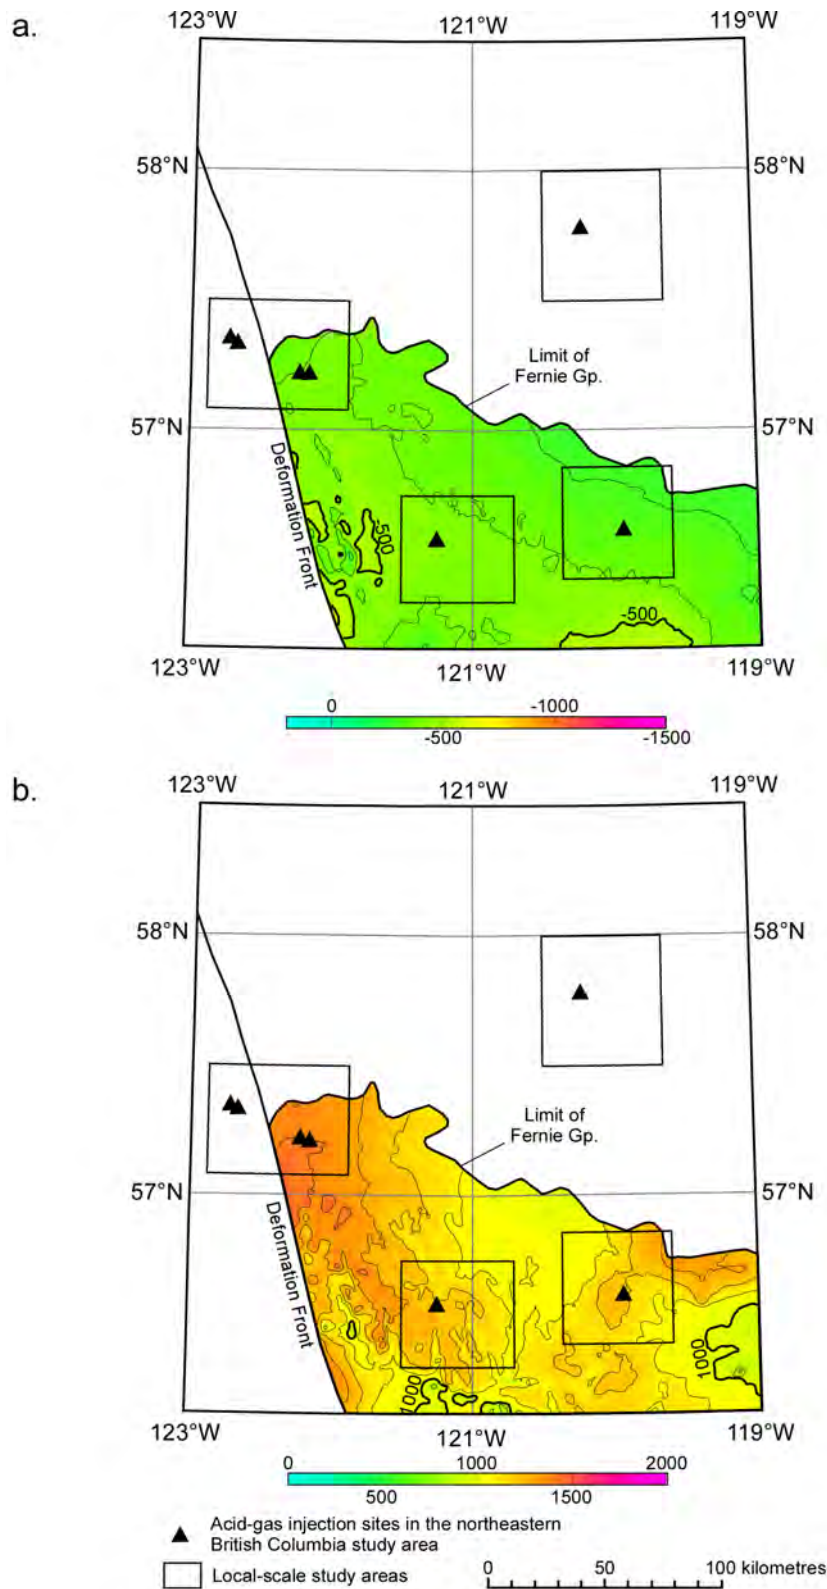 a.
123°W 121°W 119°W
58°N 58°N
Limit of
Fernie Gp.
57°N 57°N
Deformation Front
-500
-500
123°W 121°W 119°W
0 -1000
-500 -1500
b.
123°W 121°W 119°W
58°N 58°N
Limit of
Fernie Gp.
57°N 57°N
Deformation Front
1000
1000
123°W 121°W 119°W
0 1000 2000
500 1500
Acid-gas injection sites in the northeastern
British Columbia study area
Local-scale study areas
0 50 100 kilometres